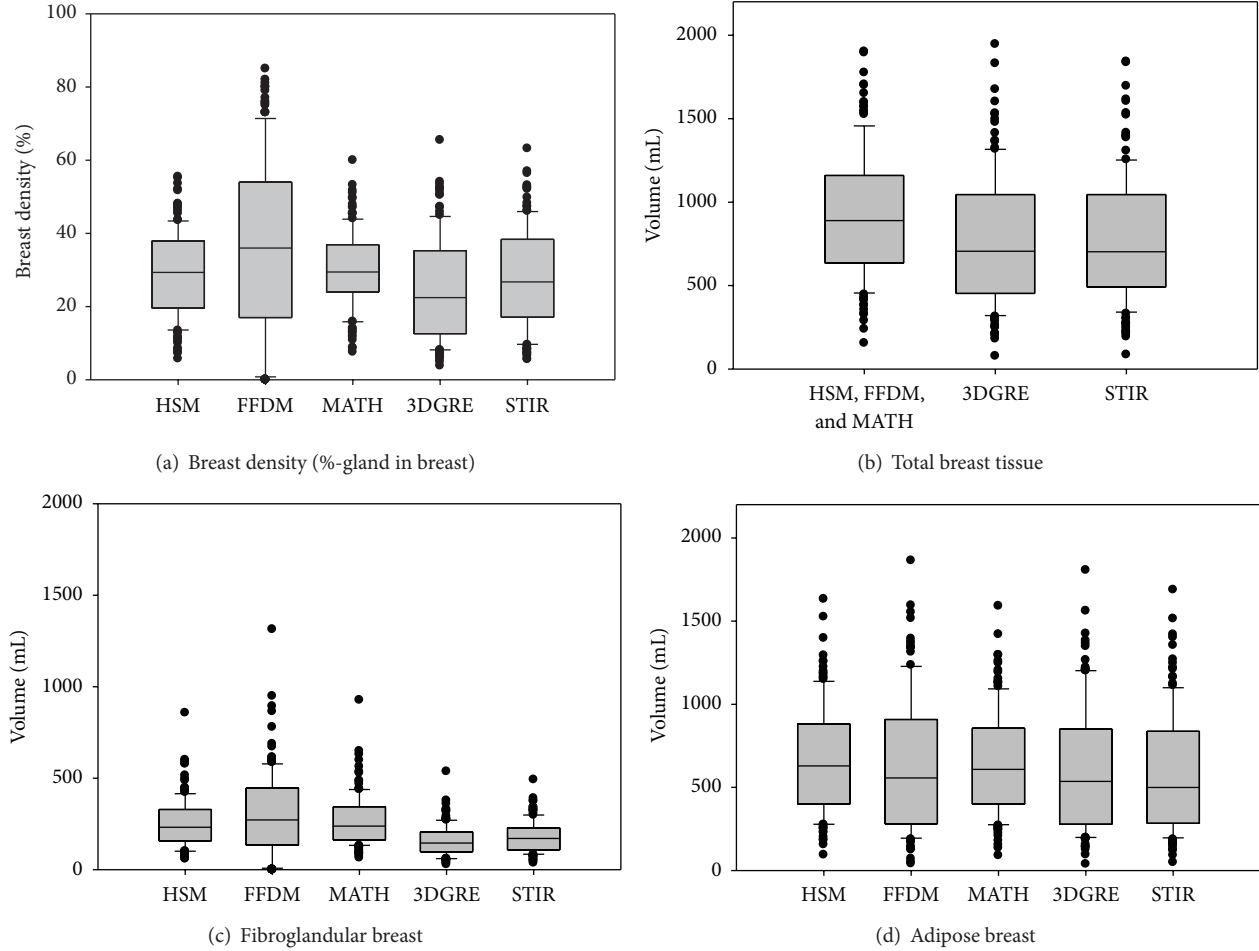 100
80
60
40
20
0
Breast density (%)
HSM
FFDM
MATH
3DGRE
STIR
(a) Breast density (%-gland in breast)
2000
1500
1000
500
0
Volume (mL)
HSM, FFDM,
and MATH
3DGRE
STIR
(b) Total breast tissue
2000
1500
1000
500
0
Volume (mL)
HSM
FFDM
MATH
3DGRE
STIR
(c) Fibroglandular breast
2000
1500
1000
500
0
Volume (mL)
HSM
FFDM
MATH
3DGRE
STIR
(d) Adipose breast